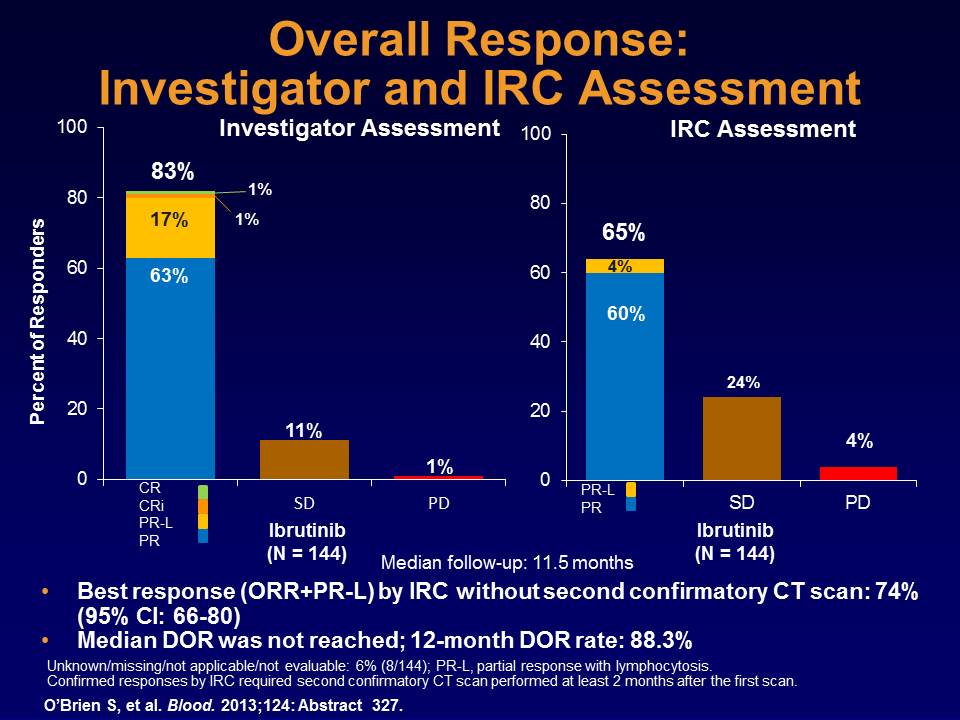 Overall Response:
Investigator and IRC Assessment
Investigator Assessment
Percent of Responders
100
80
60
40
20
0
83%
1%
1%
17%
63%
11%
1%
CR
CRi
PR-L
PR
SD
PD
Ibrutinib
(N = 144)
IRC Assessment
100
80
60
40
20
0
65%
4%
60%
24%
4%
PR-L
PR
SD
PD
Ibrutinib
(N = 144)
Median follow-up: 11.5 months
• Best response (ORR+PR-L) by IRC without second confirmatory CT scan: 74%
(95% CI: 66-80)
• Median DOR was not reached; 12-month DOR rate: 88.3%
Unknown/missing/not applicable/not evaluable: 6% (8/144); PR-L, partial response with lymphocytosis.
Confirmed responses by IRC required second confirmatory CT scan performed at least 2 months after the first scan.
O’Brien S, et al. Blood. 2013;124: Abstract 327.